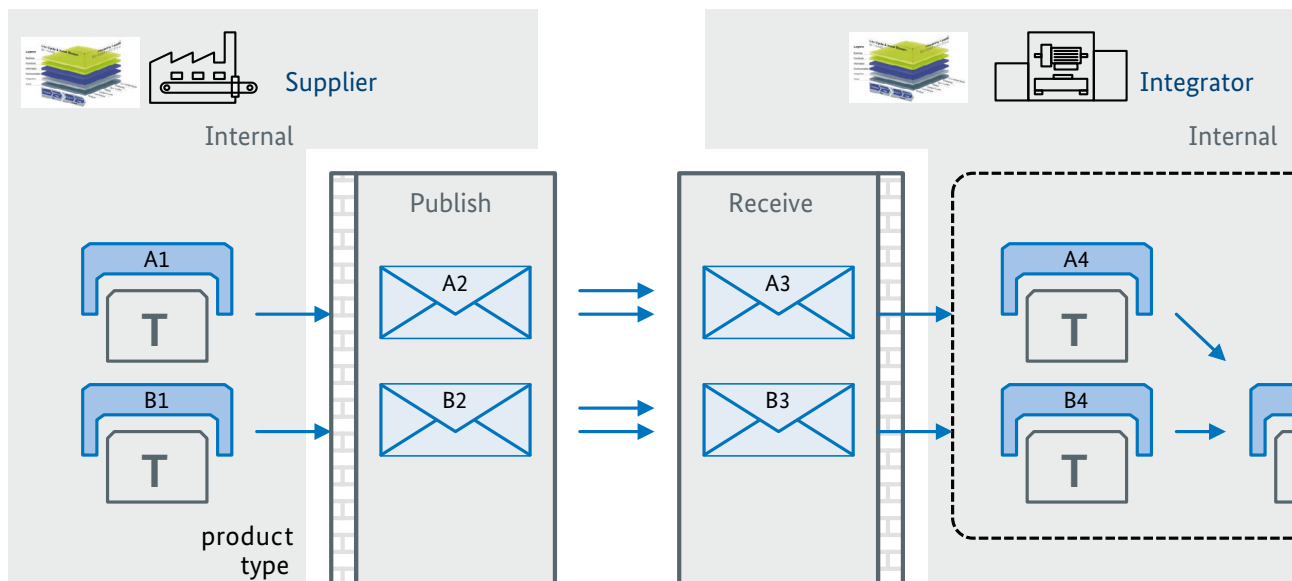 Supplier
Internal
Publish
A1
T
A2
B1
T
B2
product
type
Integrator
Internal
Receive
A3
A4
T
B3
B4
T